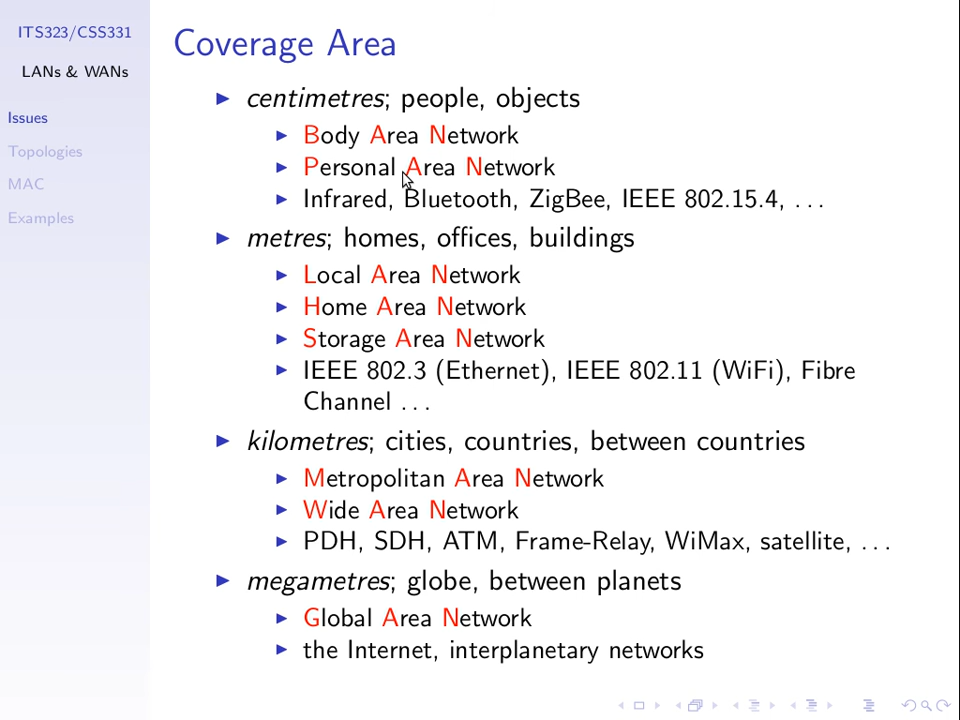 ITS323/CSS331
LANs & WANs
Issues
Topologies
MAC
Examples
Coverage Area
centimetres; people, objects
Body Area Network
Personal Area Network
Infrared, Bluetooth, ZigBee, IEEE 802.15.4, . . .
metres; homes, offices, buildings
Local Area Network
Home Area Network
Storage Area Network
IEEE 802.3 (Ethernet), IEEE 802.11 (WiFi), Fibre
Channel . . .
kilometres; cities, countries, between countries
Metropolitan Area Network
Wide Area Network
PDH, SDH, ATM, Frame-Relay, WiMax, satellite, . . .
megametres; globe, between planets
Global Area Network
the Internet, interplanetary networks